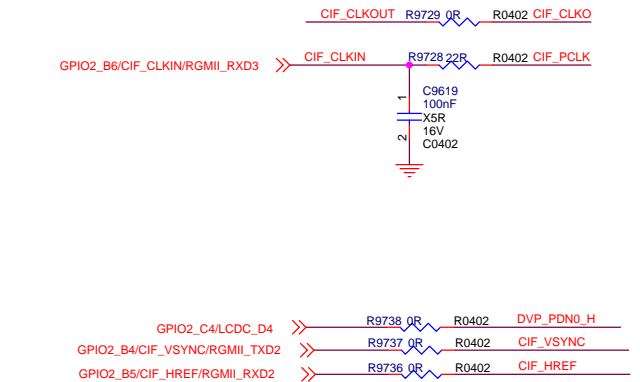 CIF_CLKOUT R9729 0R R0402 CIF_CLKO
GPIO2_B6/CIF_CLKIN/RGMII_RXD3 CIF_CLKIN R9728 22R R0402 CIF_PCLK
1 C9619
100nF
X5R
2 16V
C0402
GPIO2_C4/LCDC_D4 R9738 0R R0402 DVP_PDN0_H
GPIO2_B4/CIF_VSYNC/RGMII_TXD2 R9737 0R R0402 CIF_VSYNC
GPIO2_B5/CIF_HREF/RGMII_RXD2 R9736 0R R0402 CIF_HREF